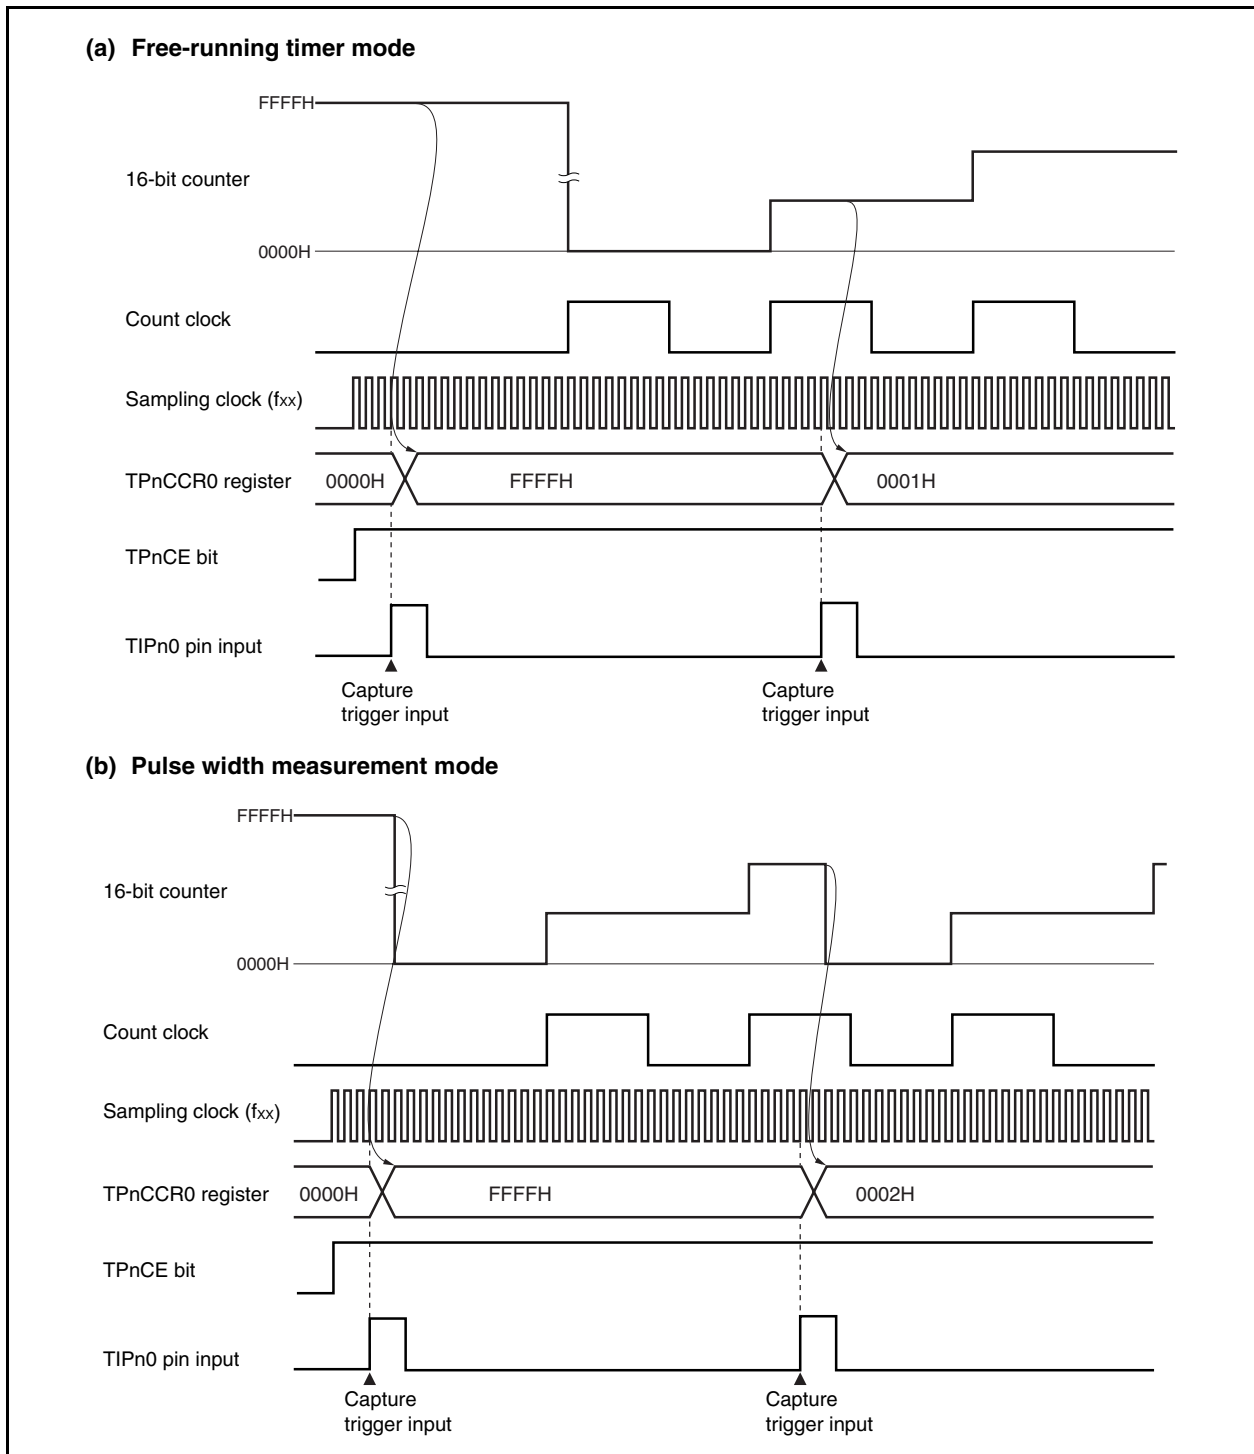 (a) Free-running timer mode
FFFFH
16-bit counter
0000H
Count clock
Sampling clock (fxx)
TPnCCR0 register 0000H FFFFH 0001H
TPnCE bit
TIPn0 pin input
Capture
trigger input
Capture
trigger input
(b) Pulse width measurement mode
FFFFH
16-bit counter
0000H
Count clock
Sampling clock (fxx)
TPnCCR0 register 0000H FFFFH 0002H
TPnCE bit
TIPn0 pin input
Capture
trigger input
Capture
trigger input